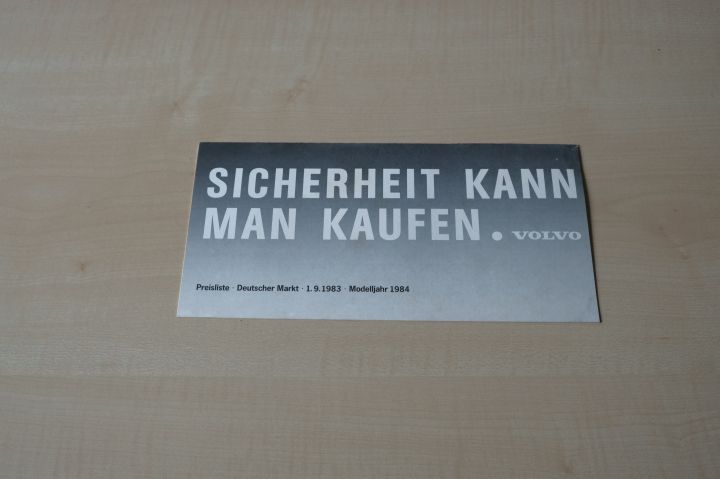 SICHERHEIT KANN
MAN KAUFEN. VOLVO
Preisliste · Deutscher Markt · 1.9.1983 · Modelljahr 1984